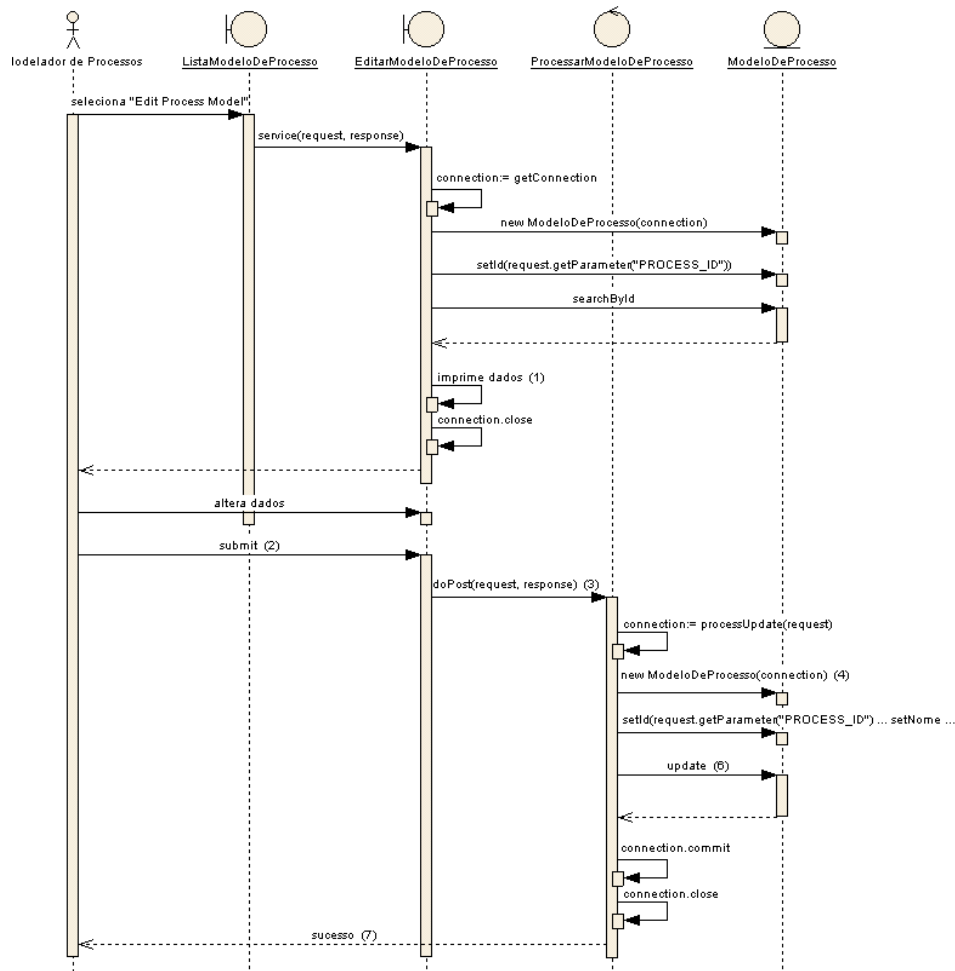 lodelador de Processos
ListaModeloDeProcesso
EditarModeloDeProcesso
ProcessarModeloDeProcesso
ModeloDeProcesso
seleciona "Edit Process Model"
service(request, response)
connection:= getConnection
new ModeloDeProcesso(connection)
setId(request.getParameter("PROCESS_ID"))
searchById
imprime dados (1)
connection.close
altera dados
submit (2)
doPost(request, response) (3)
connection:= processUpdate(request)
new ModeloDeProcesso(connection) (4)
setId(request.getParameter("PROCESS_ID") ... setNome ...
update (6)
connection.commit
connection.close
sucesso (7)